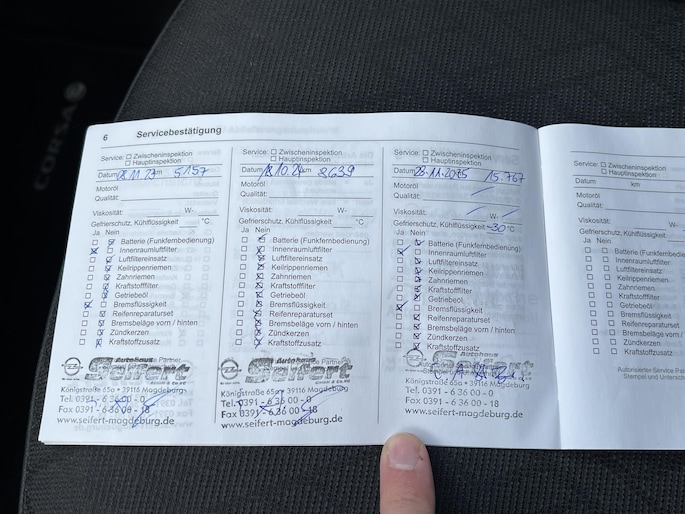 CORSA
6 Servicebestätigung
Service: Zwischeninspektion
Hauptinspektion
Datum 28.11.23 km 5157
Motoröl
Qualität:
Viskosität: W-
Gefrierschutz, Kühlflüssigkeit °C
Ja Nein
Batterie (Funkfernbedienung)
Innenraumluftfilter
Luftfiltereinsatz
Keilrippenriemen
Zahnriemen
Kraftstofffilter
Getriebeöl
Bremsflüssigkeit
Reifenreparaturset
Bremsbeläge vorn / hinten
Zündkerzen
Kraftstoffzusatz
Autohaus Partner
Seifert
GmbH & Co KG
Königstraße 65a • 39116 Magdeburg
Tel. 0391 - 6 36 00 - 0
Fax 0391 - 6 36 00 - 18
www.seifert-magdeburg.de
Service: Zwischeninspektion
Hauptinspektion
Datum 10.24 km 8639
Motoröl
Qualität:
Viskosität: W-
Gefrierschutz, Kühlflüssigkeit °C
Ja Nein
Batterie (Funkfernbedienung)
Innenraumluftfilter
Luftfiltereinsatz
Keilrippenriemen
Zahnriemen
Kraftstofffilter
Getriebeöl
Bremsflüssigkeit
Reifenreparaturset
Bremsbeläge vorn / hinten
Zündkerzen
Kraftstoffzusatz
Autohaus Partner
Seifert
GmbH & Co KG
Königstraße 65a • 39116 Magdeburg
Tel. 0391 - 6 36 00 - 0
Fax 0391 - 6 36 00 - 18
www.seifert-magdeburg.de
Service: Zwischeninspektion
Hauptinspektion
Datum 28.11.2025 15.767
Motoröl
Qualität:
Viskosität: W-
Gefrierschutz, Kühlflüssigkeit -30 °C
Ja Nein
Batterie (Funkfernbedienung)
Innenraumluftfilter
Luftfiltereinsatz
Keilrippenriemen
Zahnriemen
Kraftstofffilter
Getriebeöl
Bremsflüssigkeit
Reifenreparaturset
Bremsbeläge vorn / hinten
Zündkerzen
Kraftstoffzusatz
Autohaus
Seifert
Königstraße 65a • 39116 Magdeburg
Tel. 0391 - 6 36 00 - 0
Fax 0391 - 6 36 00 - 18
www.seifert-magdeburg.de
Service: Zwischeninspektion
Hauptinspektion
Datum km
Motoröl
Qualität:
Viskosität: W-
Gefrierschutz, Kühlflüssigkeit
Ja Nein
Batterie (Funkfernbedien
Innenraumluftfilter
Luftfiltereinsatz
Keilrippenriemen
Zahnriemen
Kraftstofffilter
Getriebeöl
Bremsflüssigkeit
Reifenreparaturset
Bremsbeläge vorn /
Zündkerzen
Kraftstoffzusatz
Autorisierter Service Pa
Stempel und Untersch